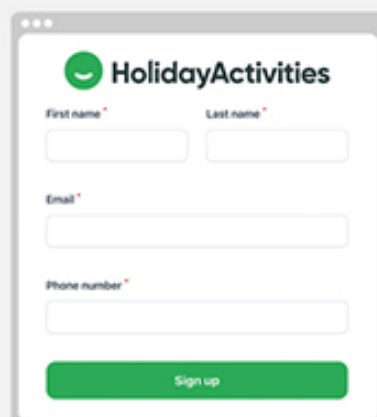 HolidayActivities
First name * Last name *
Email *
Phone number *
Sign up